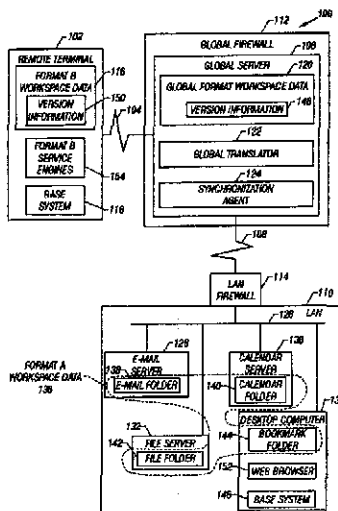 100
102
REMOTE TERMINAL
FORMAT B
WORKSPACE DATA
116
VERSION
INFORMATION
150
FORMAT B
SERVICE
ENGINES
154
BASE
SYSTEM
118
104
112
GLOBAL FIREWALL
GLOBAL SERVER
GLOBAL FORMAT WORKSPACE DATA
120
VERSION INFORMATION
148
122
GLOBAL
TRANSLATOR
124
SYNCHRONIZATION
AGENT
108
LAN
FIREWALL
114
110
LAN
126
E-MAIL
SERVER
128
138
E-MAIL FOLDER
CALENDAR
SERVER
140
CALENDAR
FOLDER
FORMAT A
WORKSPACE DATA
132
FILE SERVER
142
FILE FOLDER
DESKTOP COMPUTER
144
BOOKMARK
FOLDER
152
WEB BROWSER
BASE SYSTEM